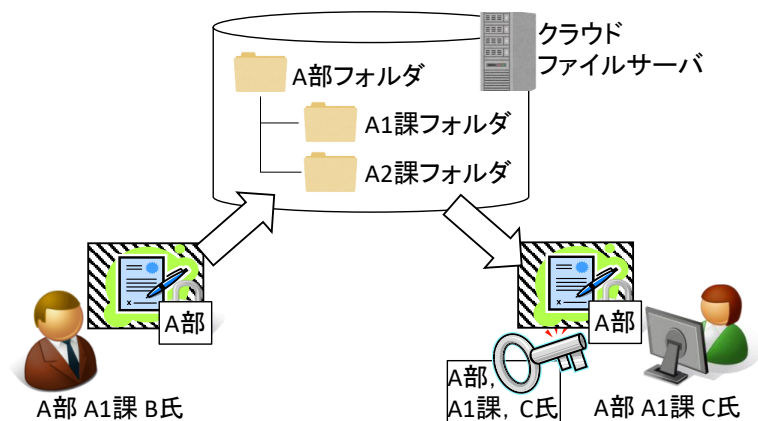 クラウド
ファイルサーバ
A部フォルダ
A1課フォルダ
A2課フォルダ
A部
A部
A部,
A1課, C氏
A部 A1課 B氏
A部 A1課 C氏